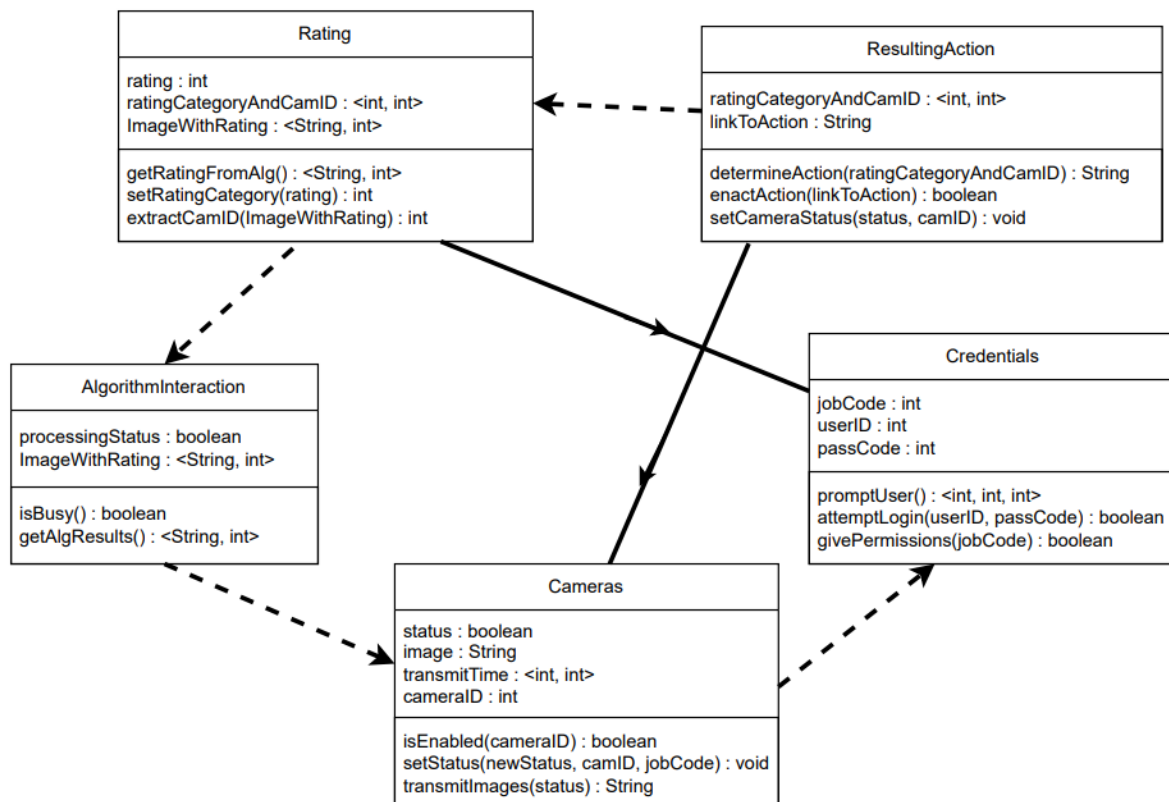 Rating
rating : int
ratingCategoryAndCamID : <int, int>
ImageWithRating : <String, int>
getRatingFromAlg() : <String, int>
setRatingCategory(rating) : int
extractCamID(ImageWithRating) : int
ResultingAction
ratingCategoryAndCamID : <int, int>
linkToAction : String
determineAction(ratingCategoryAndCamID) : String
enactAction(linkToAction) : boolean
setCameraStatus(status, camID) : void
AlgorithmInteraction
processingStatus : boolean
ImageWithRating : <String, int>
isBusy() : boolean
getAlgResults() : <String, int>
Credentials
jobCode : int
userID : int
passCode : int
promptUser() : <int, int, int>
attemptLogin(userID, passCode) : boolean
givePermissions(jobCode) : boolean
Cameras
status : boolean
image : String
transmitTime : <int, int>
cameraID : int
isEnabled(cameraID) : boolean
setStatus(newStatus, camID, jobCode) : void
transmitImages(status) : String